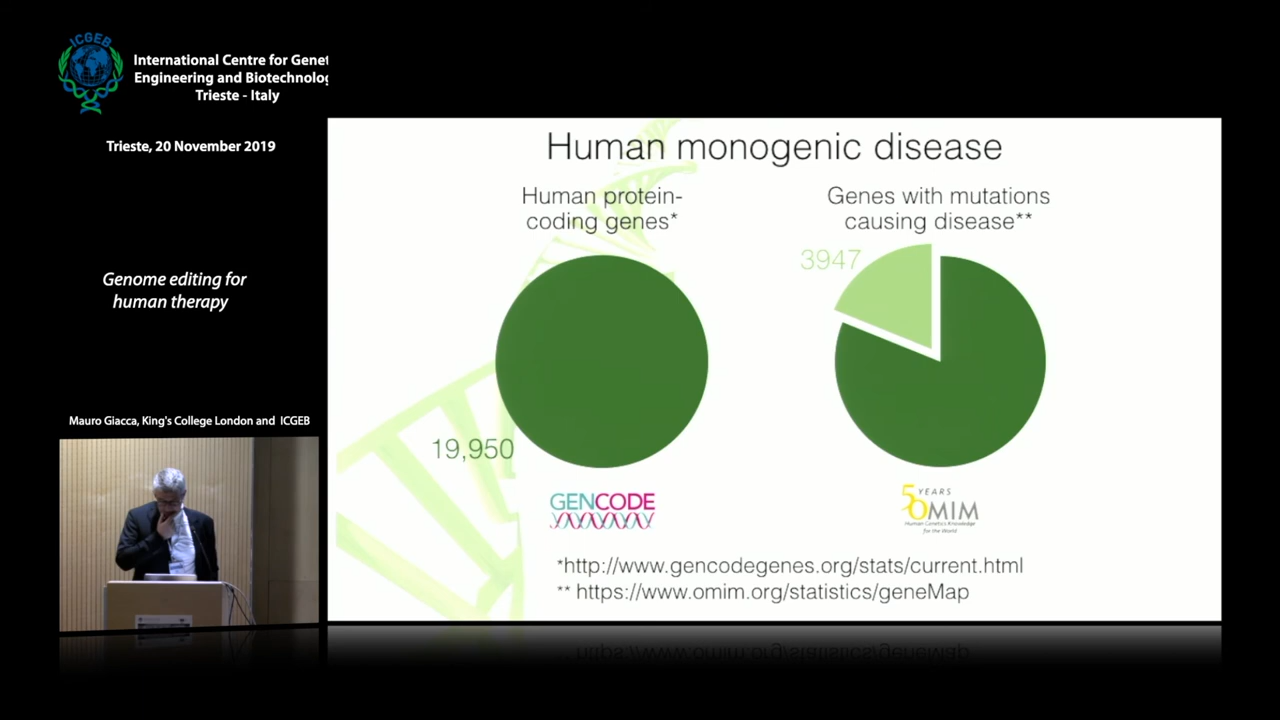 ICGEB
International Centre for Genet
Engineering and Biotechnolog
Trieste - Italy
Trieste, 20 November 2019
Genome editing for
human therapy
Mauro Giacca, King's College London and ICGEB
Human monogenic disease
Human protein-
coding genes*
19,950
GENCODE
Genes with mutations
causing disease**
3947
50 YEARS
OMIM
Human Genetics Knowledge
for the World
*http://www.gencodegenes.org/stats/current.html
** https://www.omim.org/statistics/geneMap